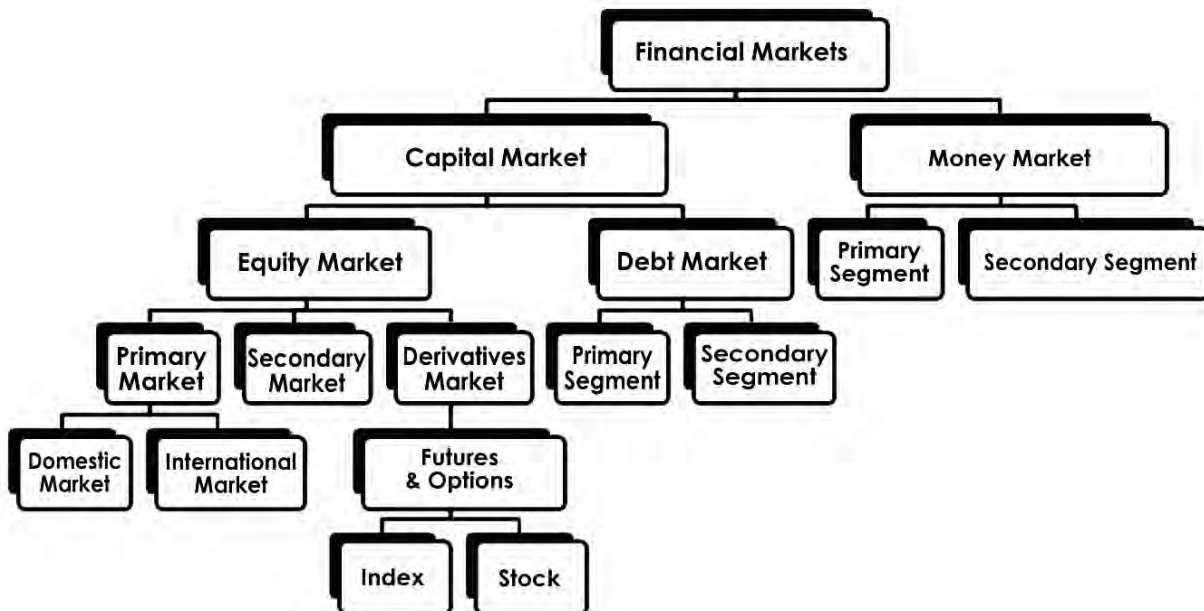 Financial Markets
Capital Market
Money Market
Equity Market
Debt Market
Primary
Segment
Secondary Segment
Primary
Market
Secondary
Market
Derivatives
Market
Primary
Segment
Secondary
Segment
Domestic
Market
International
Market
Futures
& Options
Index
Stock